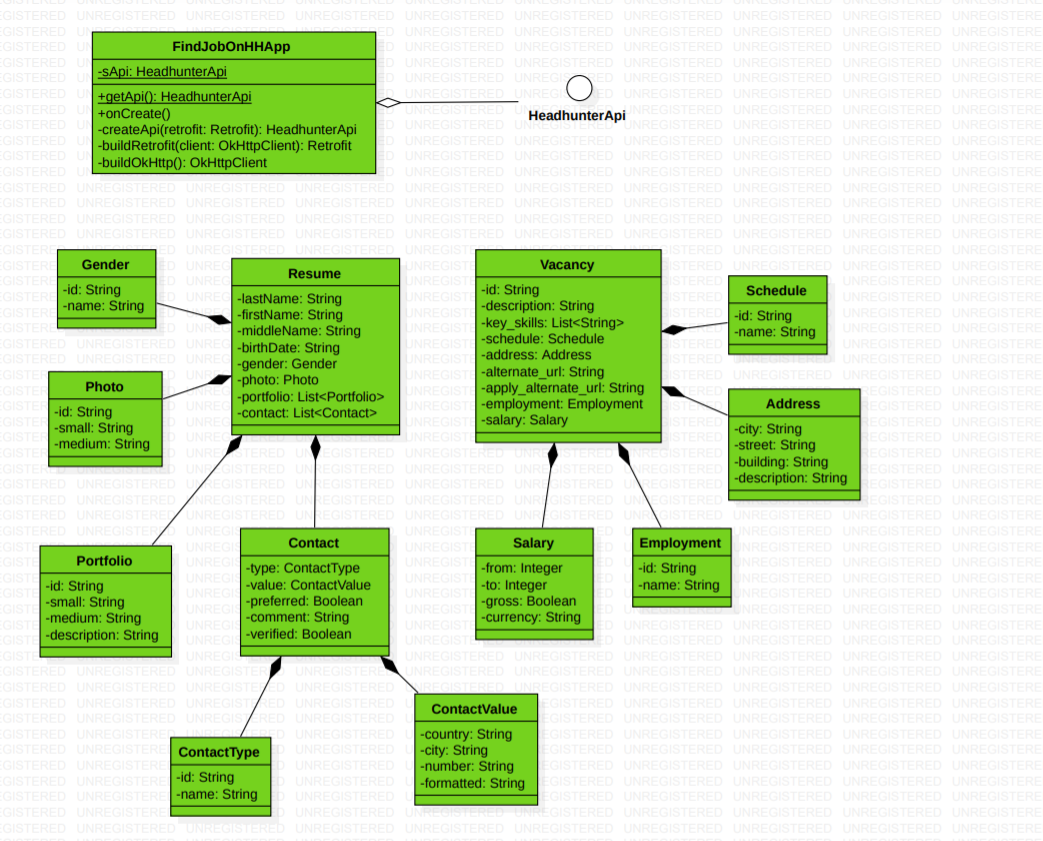 FindJobOnHHApp
-sApi: HeadhunterApi
+getApi(): HeadhunterApi
+onCreate()
-createApi(retrofit: Retrofit): HeadhunterApi
-buildRetrofit(client: OkHttpClient): Retrofit
-buildOkHttp(): OkHttpClient
HeadhunterApi
Gender
-id: String
-name: String
Resume
-lastName: String
-firstName: String
-middleName: String
-birthDate: String
-gender: Gender
-photo: Photo
-portfolio: List<Portfolio>
-contact: List<Contact>
Vacancy
-id: String
-description: String
-key_skills: List<String>
-schedule: Schedule
-address: Address
-alternate_url: String
-apply_alternate_url: String
-employment: Employment
-salary: Salary
Schedule
-id: String
-name: String
Photo
-id: String
-small: String
-medium: String
Address
-city: String
-street: String
-building: String
-description: String
Portfolio
-id: String
-small: String
-medium: String
-description: String
Contact
-type: ContactType
-value: ContactValue
-preferred: Boolean
-comment: String
-verified: Boolean
Salary
-from: Integer
-to: Integer
-gross: Boolean
-currency: String
Employment
-id: String
-name: String
ContactType
-id: String
-name: String
ContactValue
-country: String
-city: String
-number: String
-formatted: String
UNREGISTERED